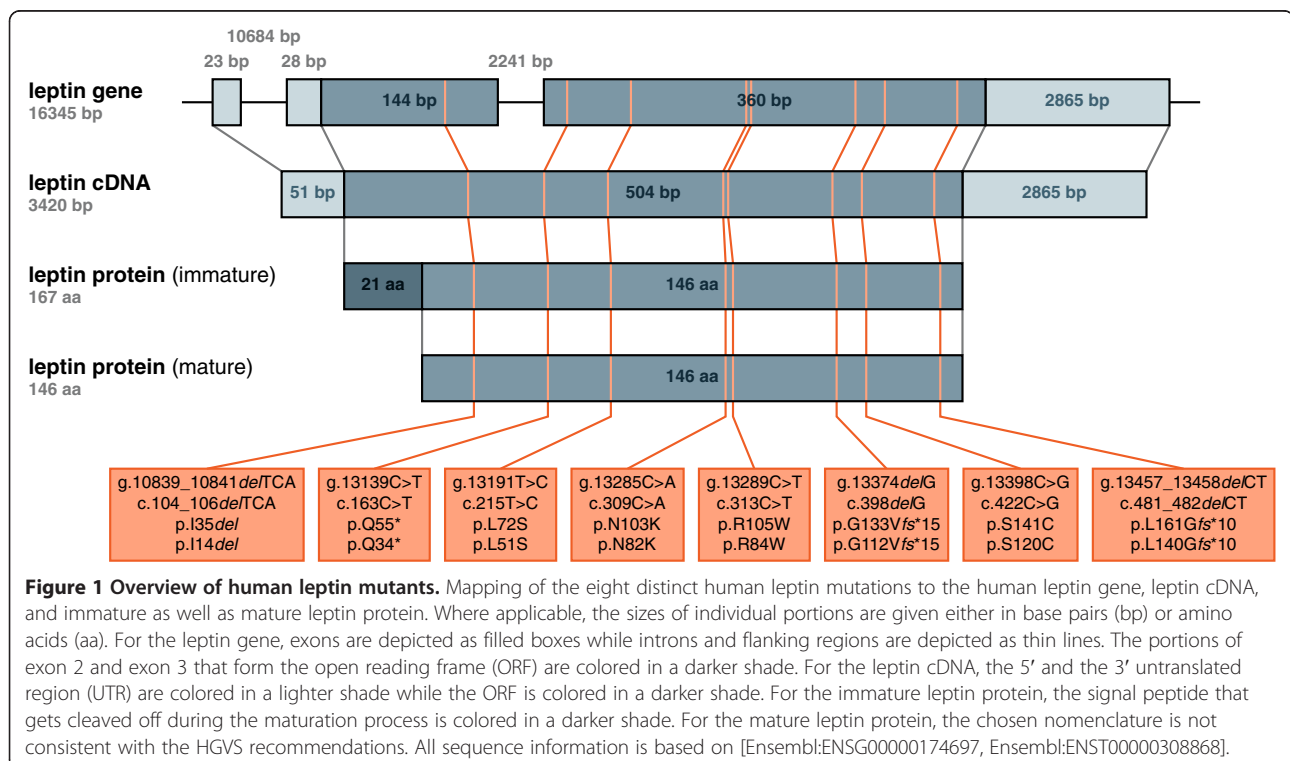 10684 bp
23 bp 28 bp 2241 bp
leptin gene
16345 bp
144 bp 360 bp 2865 bp
leptin cDNA
3420 bp
51 bp 504 bp 2865 bp
leptin protein (immature)
167 aa
21 aa 146 aa
leptin protein (mature)
146 aa
146 aa
g.10839_10841delTCA
c.104_106delTCA
p.I35del
p.I14del
g.13139C>T
c.163C>T
p.Q55*
p.Q34*
g.13191T>C
c.215T>C
p.L72S
p.L51S
g.13285C>A
c.309C>A
p.N103K
p.N82K
g.13289C>T
c.313C>T
p.R105W
p.R84W
g.13374delG
c.398delG
p.G133Vfs*15
p.G112Vfs*15
g.13398C>G
c.422C>G
p.S141C
p.S120C
g.13457_13458delCT
c.481_482delCT
p.L161Gfs*10
p.L140Gfs*10
Figure 1 Overview of human leptin mutants. Mapping of the eight distinct human leptin mutations to the human leptin gene, leptin cDNA,
and immature as well as mature leptin protein. Where applicable, the sizes of individual portions are given either in base pairs (bp) or amino
acids (aa). For the leptin gene, exons are depicted as filled boxes while introns and flanking regions are depicted as thin lines. The portions of
exon 2 and exon 3 that form the open reading frame (ORF) are colored in a darker shade. For the leptin cDNA, the 5′ and the 3′ untranslated
region (UTR) are colored in a lighter shade while the ORF is colored in a darker shade. For the immature leptin protein, the signal peptide that
gets cleaved off during the maturation process is colored in a darker shade. For the mature leptin protein, the chosen nomenclature is not
consistent with the HGVS recommendations. All sequence information is based on [Ensembl:ENSG00000174697, Ensembl:ENST00000308868].